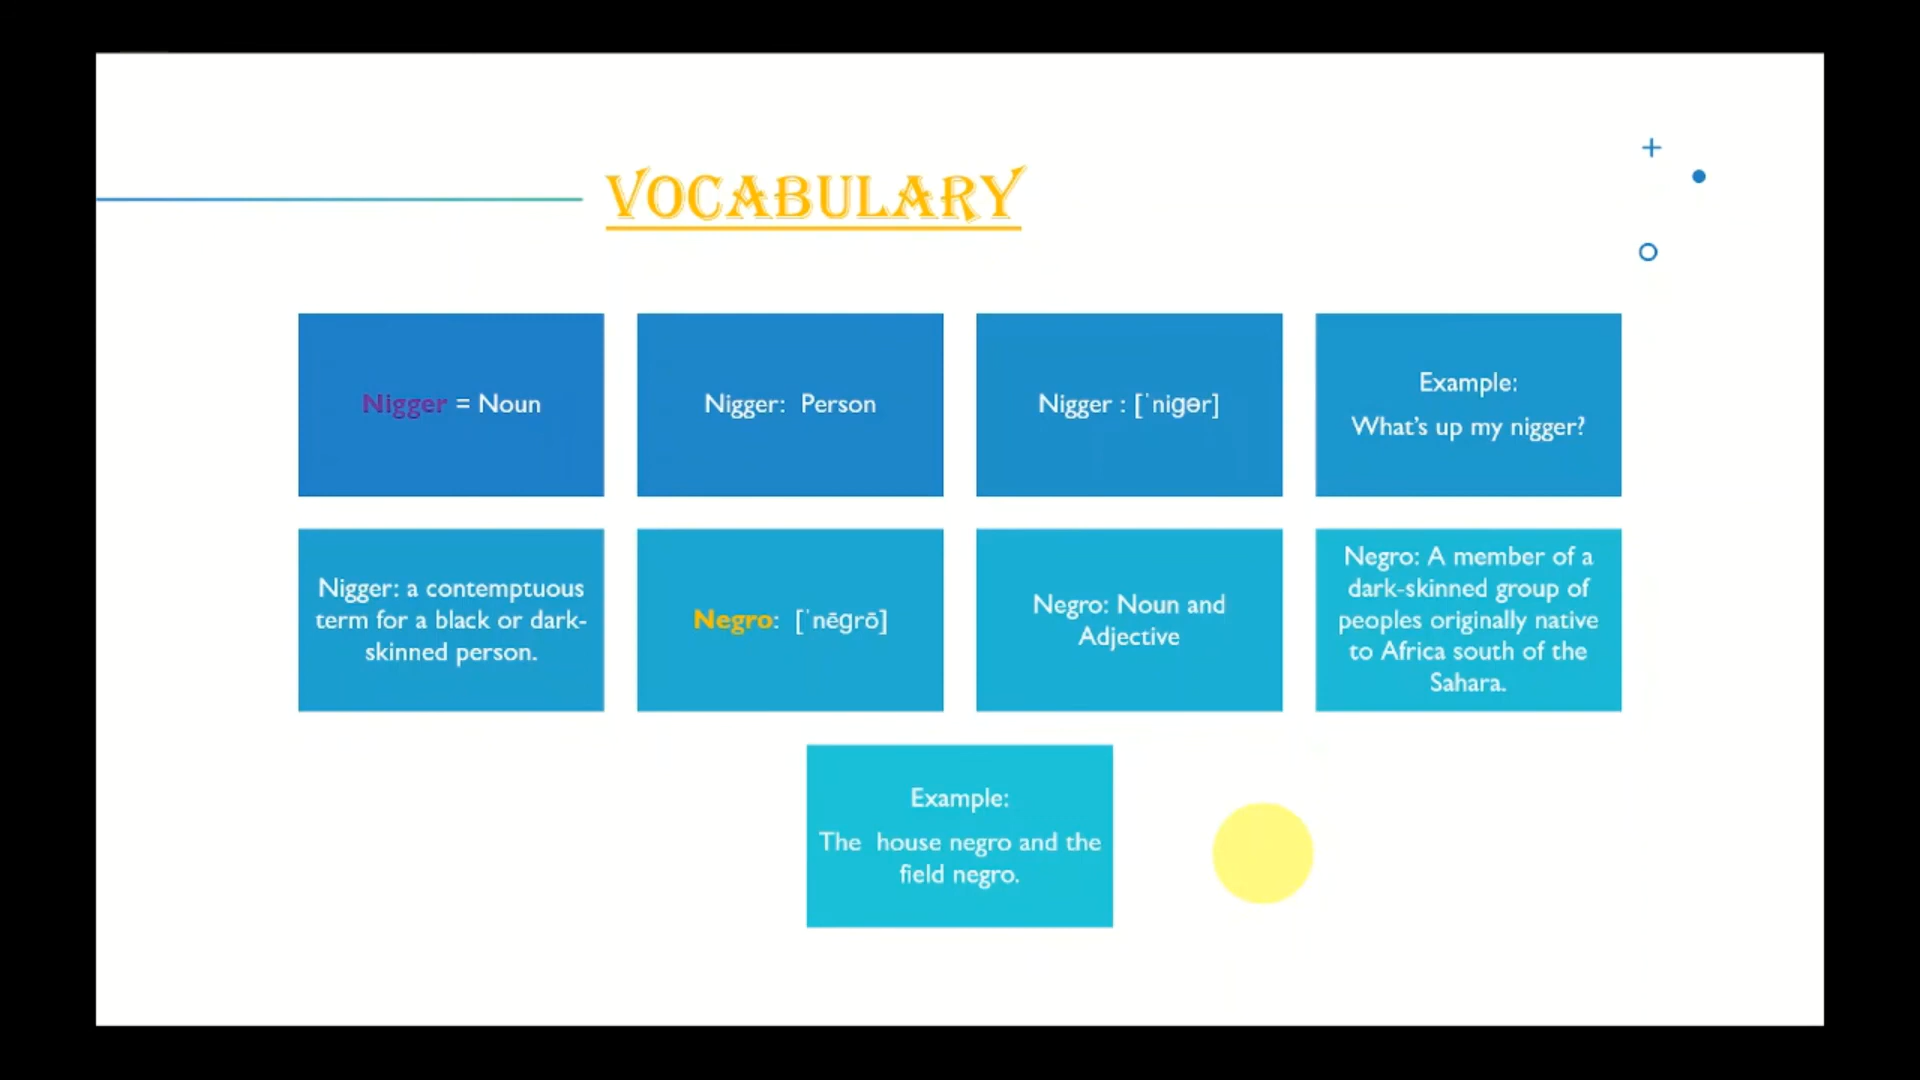 VOCABULARY
Nigger = Noun
Nigger: Person
Nigger : [ˈnigɵr]
Example:
What's up my nigger?
Nigger: a contemptuous
term for a black or dark-
skinned person.
Negro: [ˈnēgrō]
Negro: Noun and
Adjective
Negro: A member of a
dark-skinned group of
peoples originally native
to Africa south of the
Sahara.
Example:
The house negro and the
field negro.